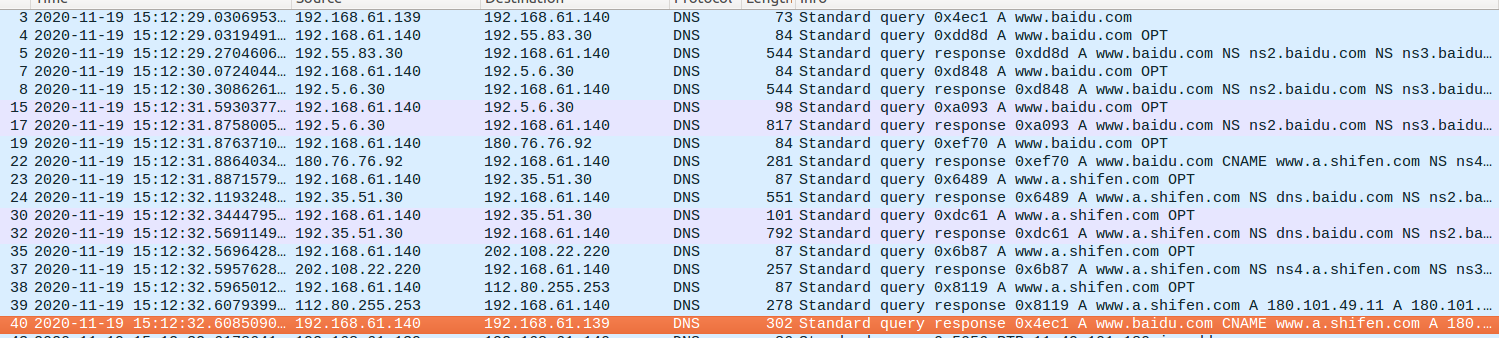 Time Source Destination Protocol Length Info
3 2020-11-19 15:12:29.0306953… 192.168.61.139 192.168.61.140 DNS 73 Standard query 0x4ec1 A www.baidu.com
4 2020-11-19 15:12:29.0319491… 192.168.61.140 192.55.83.30 DNS 84 Standard query 0xdd8d A www.baidu.com OPT
5 2020-11-19 15:12:29.2704606… 192.55.83.30 192.168.61.140 DNS 544 Standard query response 0xdd8d A www.baidu.com NS ns2.baidu.com NS ns3.baidu…
7 2020-11-19 15:12:30.0724044… 192.168.61.140 192.5.6.30 DNS 84 Standard query 0xd848 A www.baidu.com OPT
8 2020-11-19 15:12:30.3086261… 192.5.6.30 192.168.61.140 DNS 544 Standard query response 0xd848 A www.baidu.com NS ns2.baidu.com NS ns3.baidu…
15 2020-11-19 15:12:31.5930377… 192.168.61.140 192.5.6.30 DNS 98 Standard query 0xa093 A www.baidu.com OPT
17 2020-11-19 15:12:31.8758005… 192.5.6.30 192.168.61.140 DNS 817 Standard query response 0xa093 A www.baidu.com NS ns2.baidu.com NS ns3.baidu…
19 2020-11-19 15:12:31.8763710… 192.168.61.140 180.76.76.92 DNS 84 Standard query 0xef70 A www.baidu.com OPT
22 2020-11-19 15:12:31.8864034… 180.76.76.92 192.168.61.140 DNS 281 Standard query response 0xef70 A www.baidu.com CNAME www.a.shifen.com NS ns4…
23 2020-11-19 15:12:31.8871579… 192.168.61.140 192.35.51.30 DNS 87 Standard query 0x6489 A www.a.shifen.com OPT
24 2020-11-19 15:12:32.1193248… 192.35.51.30 192.168.61.140 DNS 551 Standard query response 0x6489 A www.a.shifen.com NS dns.baidu.com NS ns2.ba…
30 2020-11-19 15:12:32.3444795… 192.168.61.140 192.35.51.30 DNS 101 Standard query 0xdc61 A www.a.shifen.com OPT
32 2020-11-19 15:12:32.5691149… 192.35.51.30 192.168.61.140 DNS 792 Standard query response 0xdc61 A www.a.shifen.com NS dns.baidu.com NS ns2.ba…
35 2020-11-19 15:12:32.5696428… 192.168.61.140 202.108.22.220 DNS 87 Standard query 0x6b87 A www.a.shifen.com OPT
37 2020-11-19 15:12:32.5957628… 202.108.22.220 192.168.61.140 DNS 257 Standard query response 0x6b87 A www.a.shifen.com NS ns4.a.shifen.com NS ns3…
38 2020-11-19 15:12:32.5965012… 192.168.61.140 112.80.255.253 DNS 87 Standard query 0x8119 A www.a.shifen.com OPT
39 2020-11-19 15:12:32.6079399… 112.80.255.253 192.168.61.140 DNS 278 Standard query response 0x8119 A www.a.shifen.com A 180.101.49.11 A 180.101.…
40 2020-11-19 15:12:32.6085090… 192.168.61.140 192.168.61.139 DNS 302 Standard query response 0x4ec1 A www.baidu.com CNAME www.a.shifen.com A 180.…